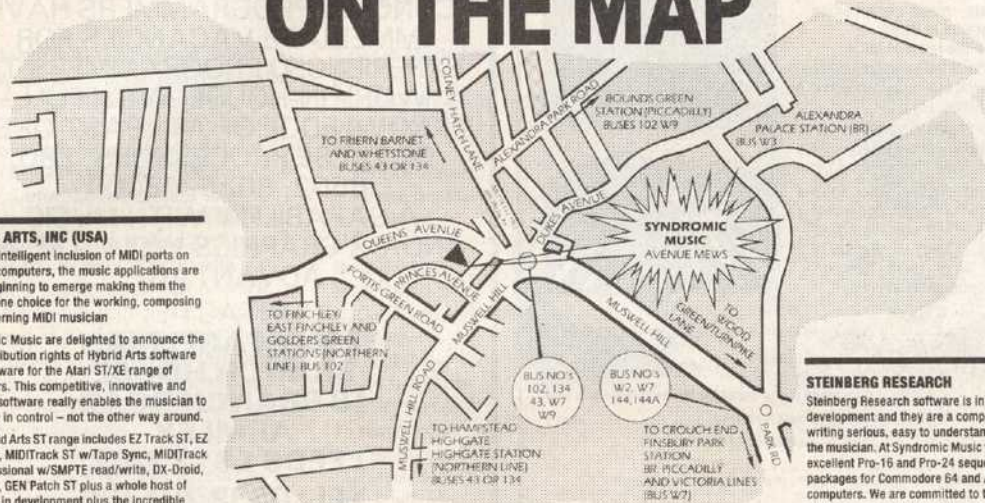 ON THE MAP
COLNEY HATCH LANE
ALEXANDRA PARK ROAD
BOUNDS GREEN
STATION (PICCADILLY)
BUSES 102 W9
ALEXANDRA
PALACE STATION (BR)
(BUS W3
TO FRIERN BARNET
AND WHETSTONE
BUSES 43 OR 134
DUKES AVENUE
QUEENS AVENUE
SYNDROMIC
MUSIC
AVENUE MEWS
PRINCES AVENUE
FORTIS GREEN ROAD
MUSWELL HILL
MUSWELL HILL
TO
WOOD
GREEN/TURNPIKE
LANE
TO FINCHLEY/
EAST FINCHLEY AND
GOLDERS GREEN
STATIONS (NORTHERN
LINE) BUS 102
BUS NO's
102, 134
43, W7
W9
BUS NO's
W2, W7
144, 144A
MUSWELL HILL ROAD
TO HAMPSTEAD
HIGHGATE
HIGHGATE STATION
(NORTHERN LINE)
BUSES 43 OR 134
TO CROUCH END
FINSBURY PARK
STATION
BR, PICCADILLY
AND VICTORIA LINES
(BUS W7)
PARK RD
ARTS, INC (USA)
ntelligent inclusion of MIDI ports on
omputers, the music applications are
ginning to emerge making them the
one choice for the working, composing
erning MIDI musician
ic Music are delighted to announce the
ribution rights of Hybrid Arts software
ware for the Atari ST/XE range of
rs. This competitive, innovative and
software really enables the musician to
in control – not the other way around.
d Arts ST range includes EZ Track ST, EZ
, MIDITrack ST w/Tape Sync, MIDITrack
ssional w/SMPTE read/write, DX-Droid,
, GEN Patch ST plus a whole host of
in development plus the incredible
STEINBERG RESEARCH
Steinberg Research software is in
development and they are a comp
writing serious, easy to understan
the musician. At Syndromic Music
excellent Pro-16 and Pro-24 seque
packages for Commodore 64 and
computers. We are committed to